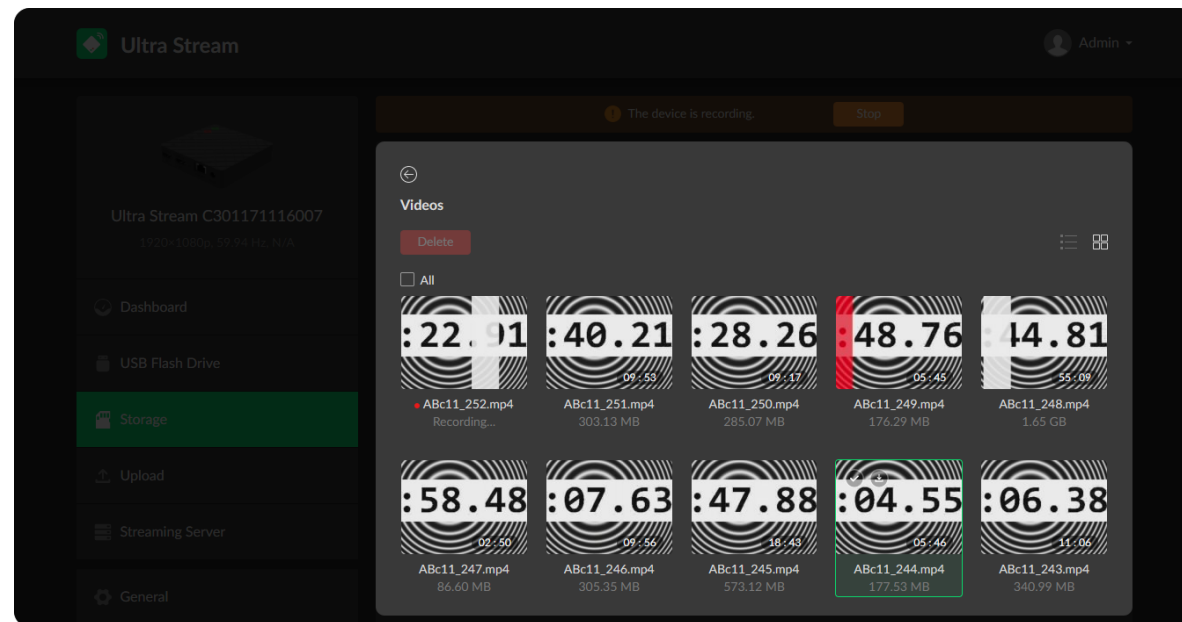 Ultra Stream
Admin
The device is recording.
Stop
Ultra Stream C301171116007
1920×1080p, 59.94 Hz, N/A
Dashboard
USB Flash Drive
Storage
Upload
Streaming Server
General
Videos
Delete
All
:22. 91 :40.21 :28.26 :48.76 :44.81
09:53 09:17 05:45 55:09
ABc11_252.mp4 ABc11_251.mp4 ABc11_250.mp4 ABc11_249.mp4 ABc11_248.mp4
Recording... 303.13 MB 285.07 MB 176.29 MB 1.65 GB
:58.48 :07.63 :47.88 :04.55 :06.38
02:50 09:56 18:43 05:46 11:06
ABc11_247.mp4 ABc11_246.mp4 ABc11_245.mp4 ABc11_244.mp4 ABc11_243.mp4
86.60 MB 305.35 MB 573.12 MB 177.53 MB 340.99 MB